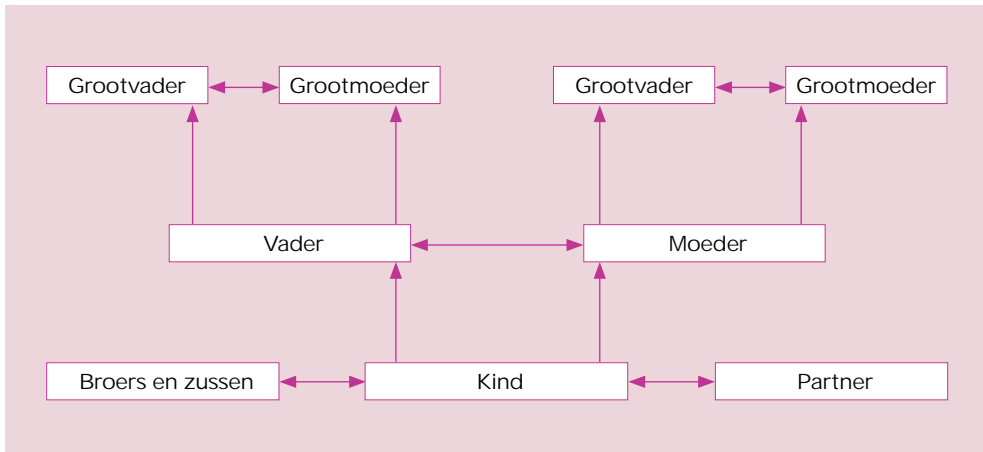 Grootvader
Grootmoeder
Grootvader
Grootmoeder
Vader
Moeder
Broers en zussen
Kind
Partner